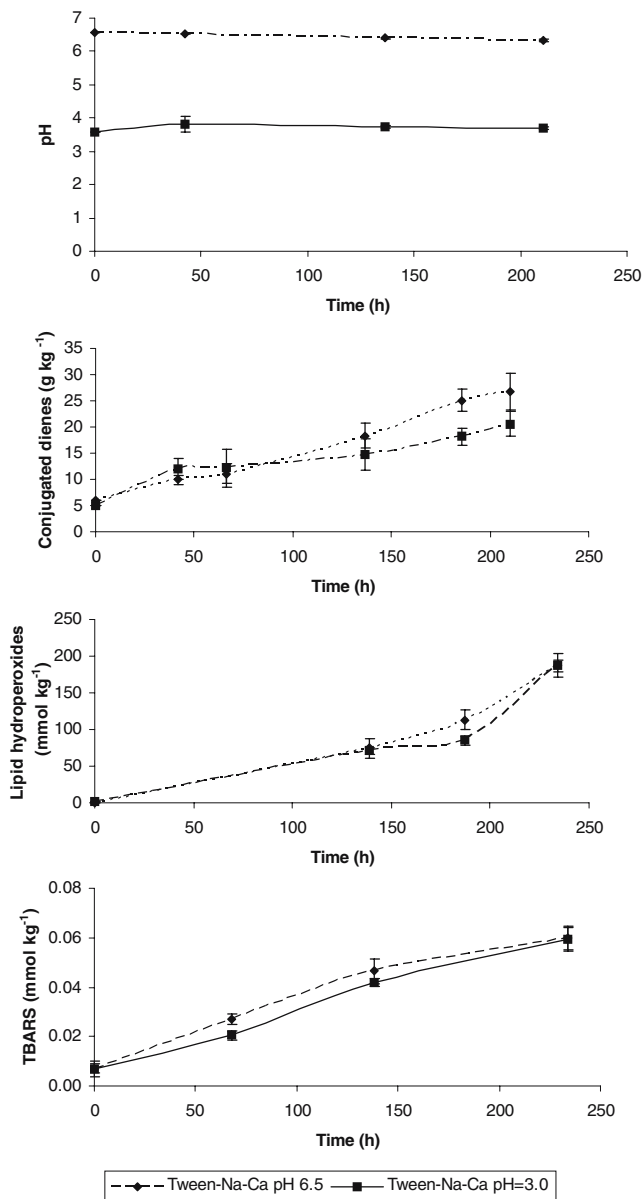 7
6
5
4
3
2
1
0
pH
0 50 100 150 200 250
Time (h)
35
30
25
20
15
10
5
0
Conjugated dienes (g kg⁻¹)
0 50 100 150 200 250
Time (h)
250
200
150
100
50
0
Lipid hydroperoxides
(mmol kg⁻¹)
0 50 100 150 200 250
Time (h)
0.08
0.06
0.04
0.02
0.00
TBARS (mmol kg⁻¹)
0 50 100 150 200 250
Time (h)
Tween-Na-Ca pH 6.5 Tween-Na-Ca pH=3.0